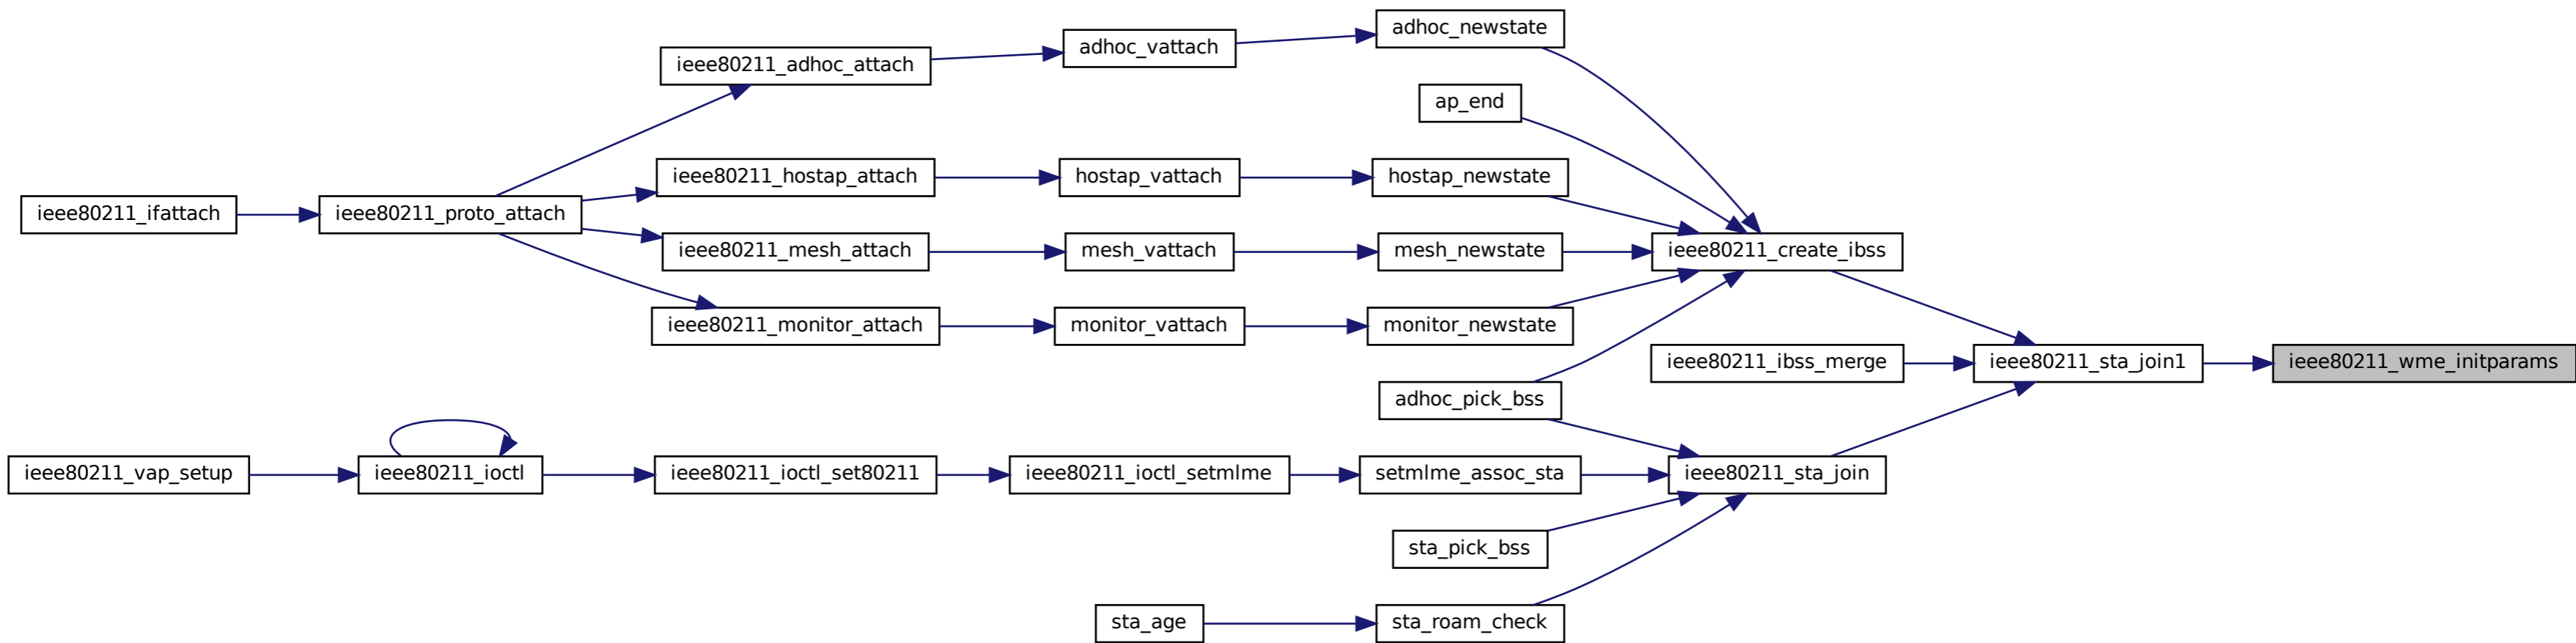 adhoc_newstate
adhoc_vattach
ieee80211_adhoc_attach
ap_end
ieee80211_hostap_attach
hostap_vattach
hostap_newstate
ieee80211_ifattach
ieee80211_proto_attach
ieee80211_mesh_attach
mesh_vattach
mesh_newstate
ieee80211_create_ibss
ieee80211_monitor_attach
monitor_vattach
monitor_newstate
ieee80211_ibss_merge
ieee80211_sta_join1
ieee80211_wme_initparams
adhoc_pick_bss
ieee80211_vap_setup
ieee80211_ioctl
ieee80211_ioctl_set80211
ieee80211_ioctl_setmlme
setmlme_assoc_sta
ieee80211_sta_join
sta_pick_bss
sta_age
sta_roam_check